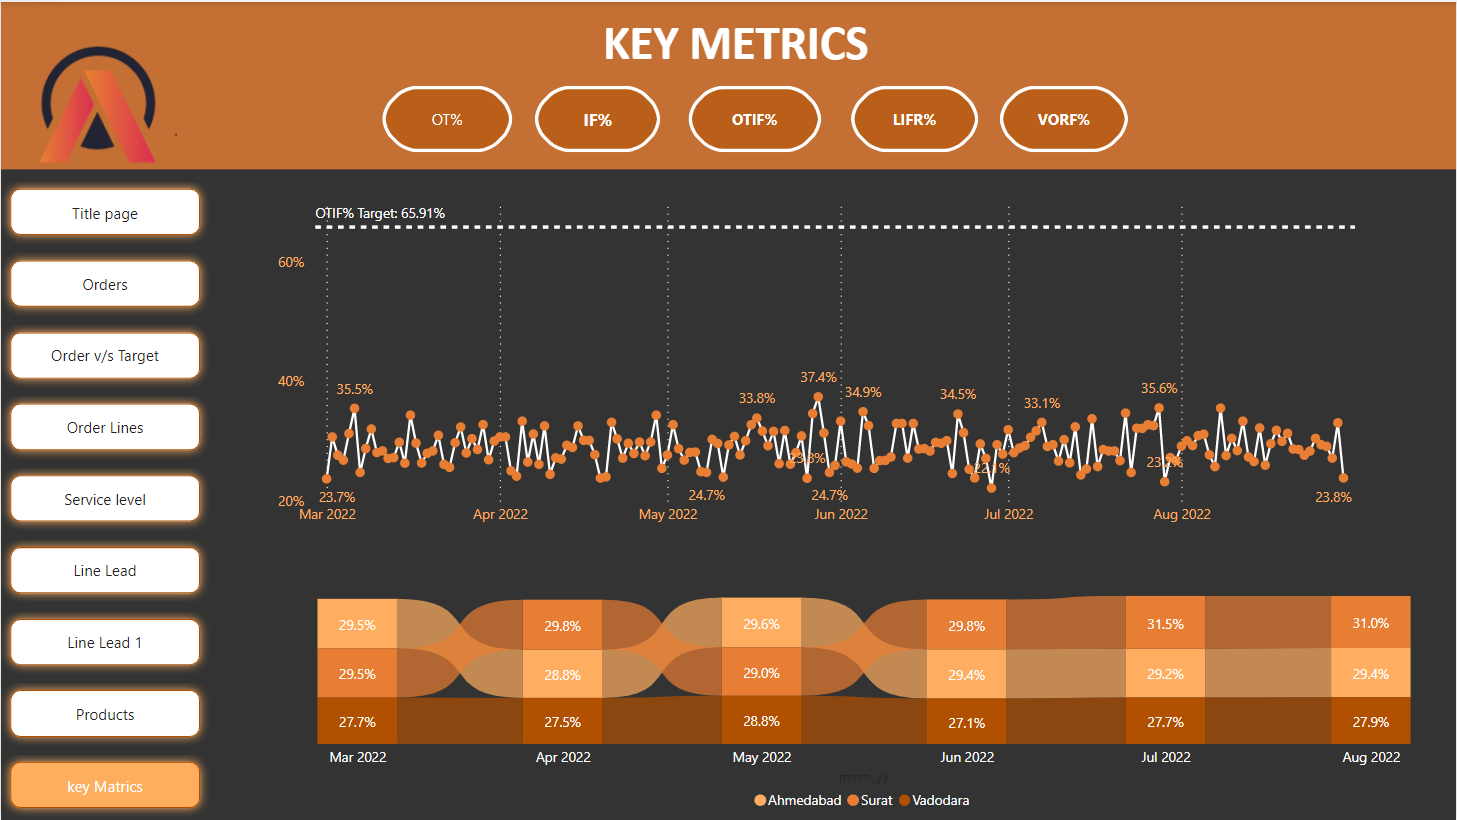 KEY METRICS
OT%
IF%
OTIF%
LIFR%
VORF%
Title page
Orders
Order v/s Target
Order Lines
Service level
Line Lead
Line Lead 1
Products
key Matrics
OTIF% Target: 65.91%
60%
40%
20%
35.5%
23.7%
33.8%
37.4%
34.9%
34.5%
33.1%
35.6%
24.7%
24.7%
22.1%
23.8%
Mar 2022
Apr 2022
May 2022
Jun 2022
Jul 2022
Aug 2022
29.5%
29.8%
29.6%
29.8%
31.5%
31.0%
29.5%
28.8%
29.0%
29.4%
29.2%
29.4%
27.7%
27.5%
28.8%
27.1%
27.7%
27.9%
Mar 2022
Apr 2022
May 2022
Jun 2022
Jul 2022
Aug 2022
mmm_yy
Ahmedabad
Surat
Vadodara